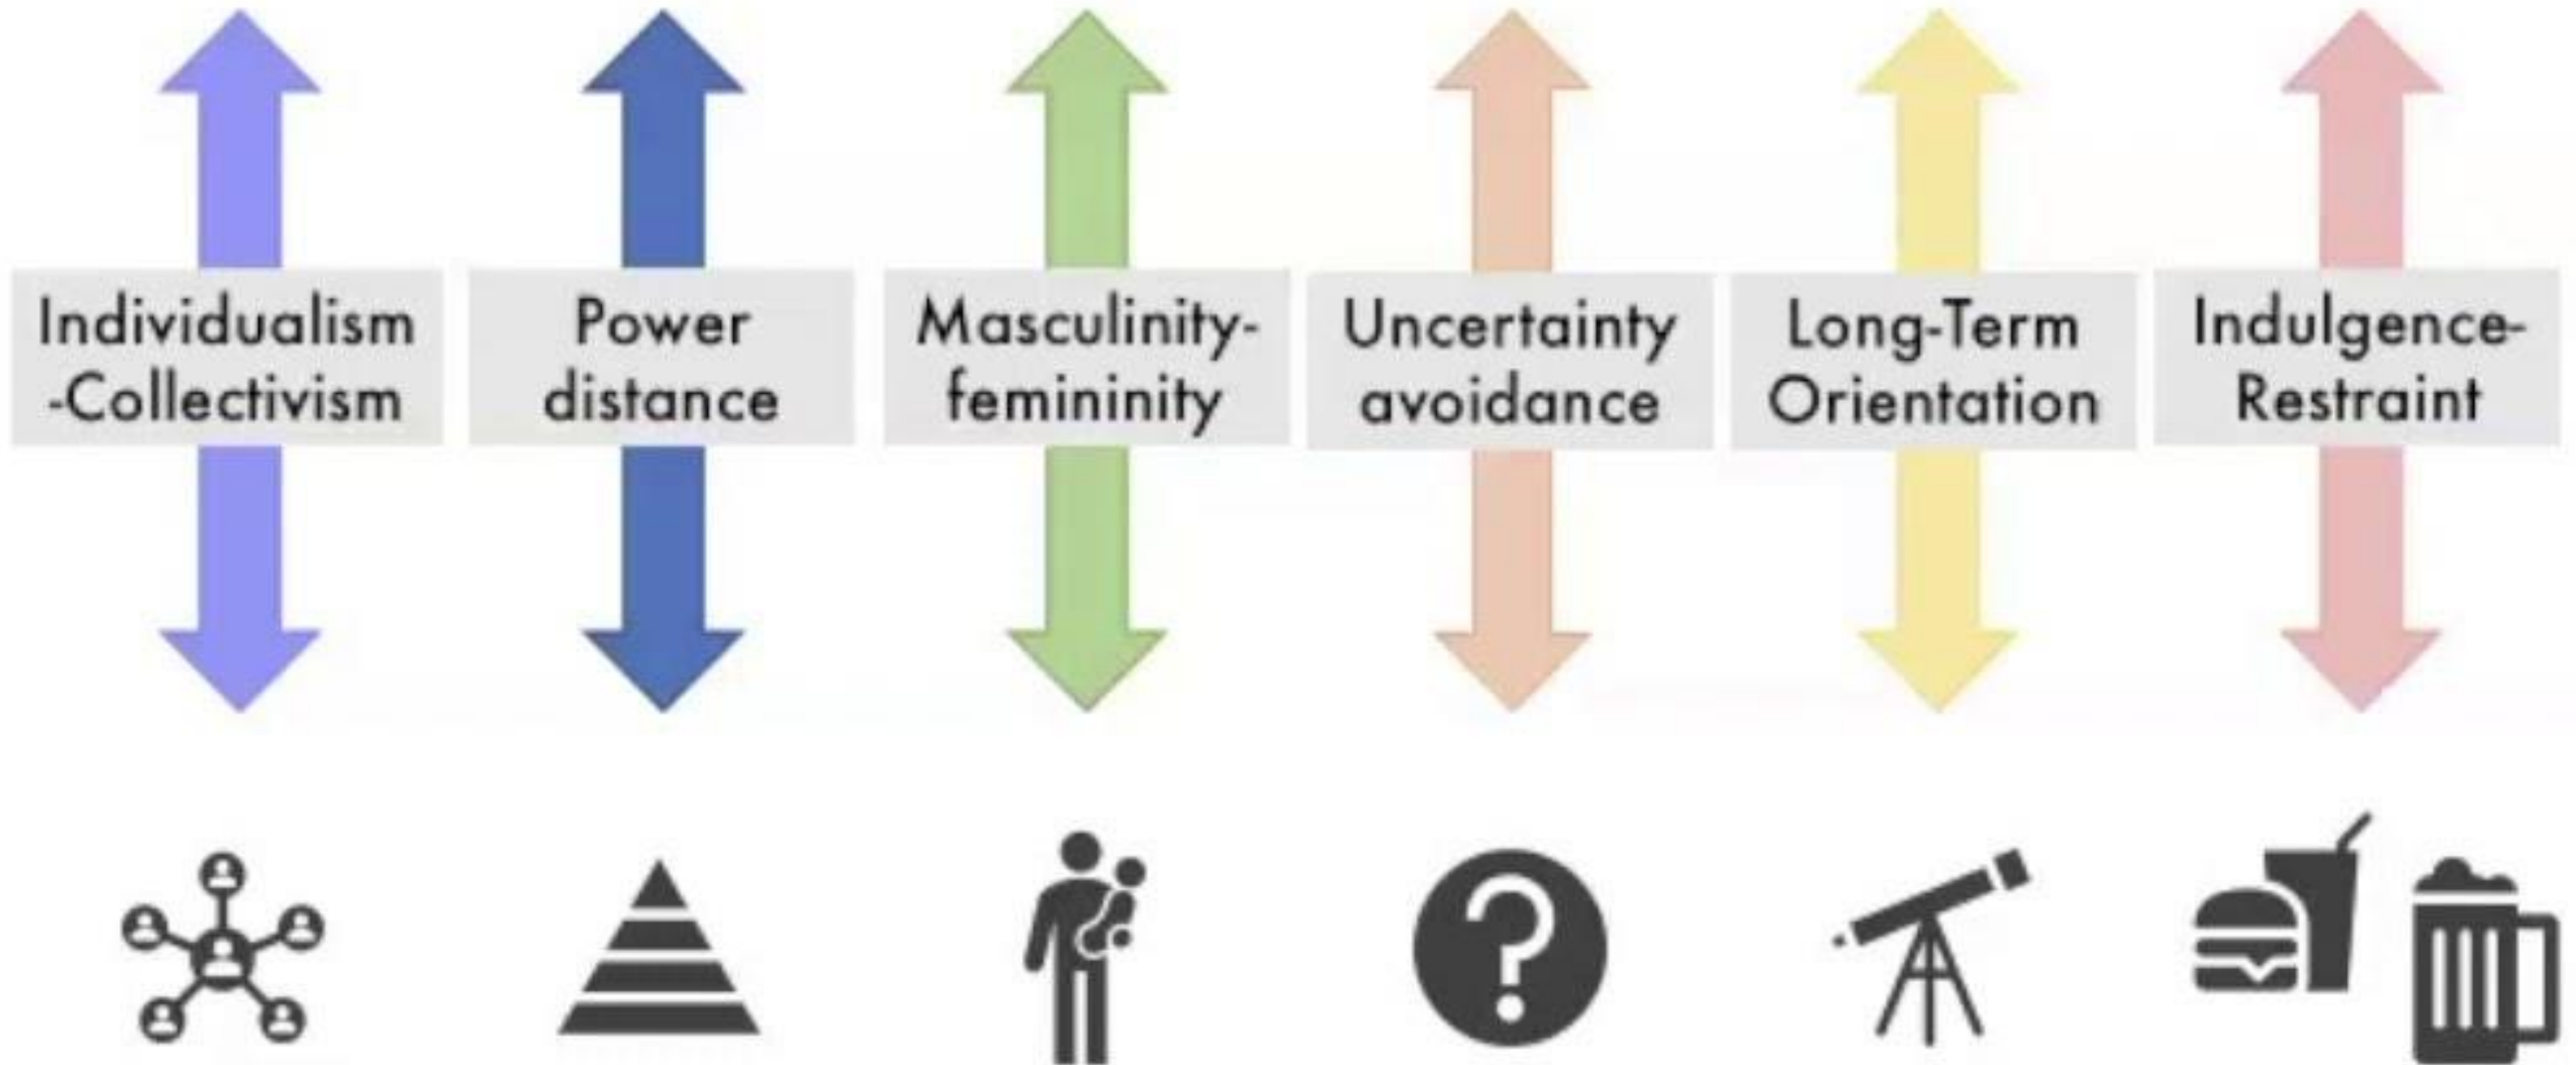 Individualism
-Collectivism
Power
distance
Masculinity-
femininity
Uncertainty
avoidance
Long-Term
Orientation
Indulgence-
Restraint